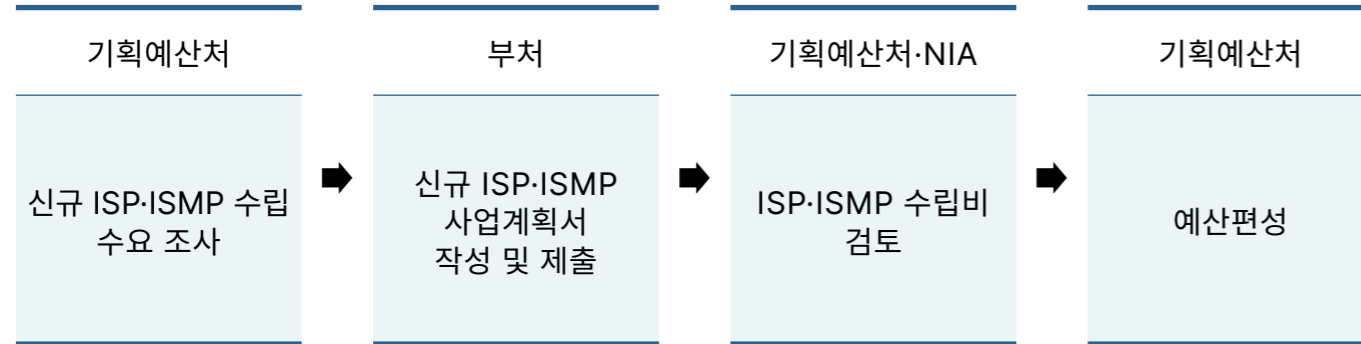 기획예산처
신규 ISP·ISMP 수립
수요 조사
부처
신규 ISP·ISMP
사업계획서
작성 및 제출
기획예산처·NIA
ISP·ISMP 수립비
검토
기획예산처
예산편성